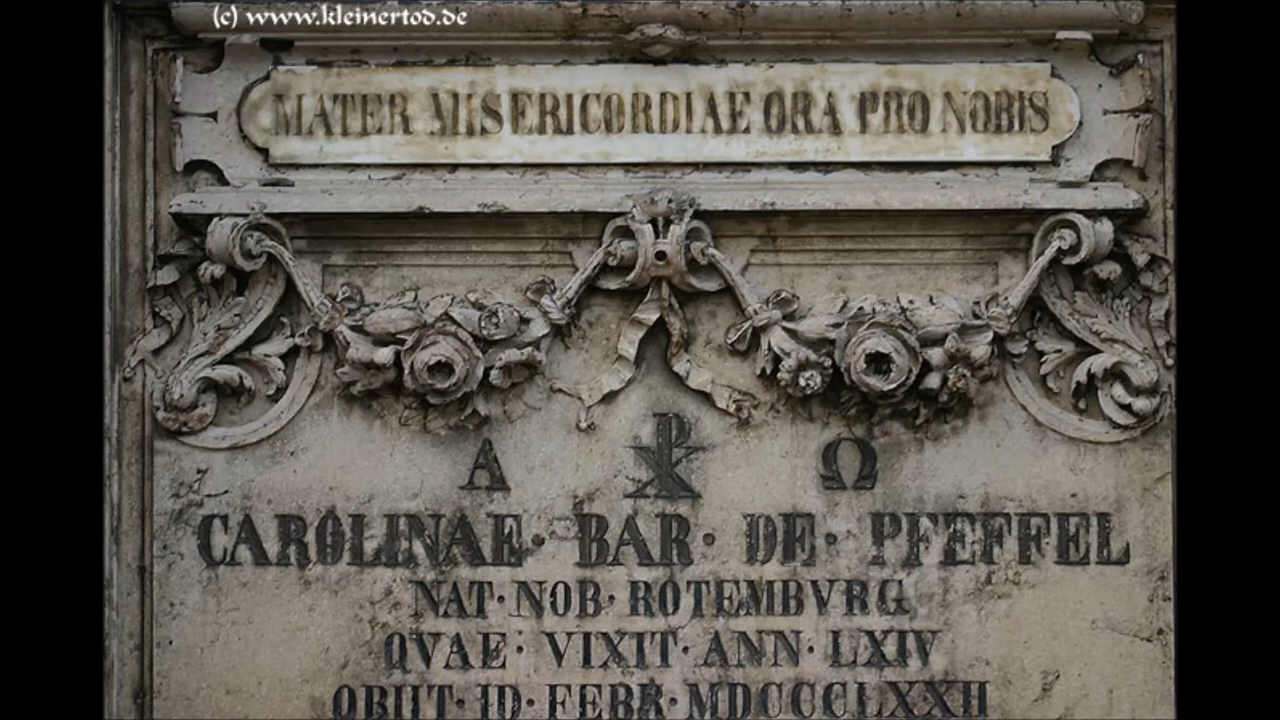 (c) www.kleinertod.de
MATER MISERICORDIAE ORA PRO NOBIS
Α ☧ Ω
CAROLINAE · BAR · DE · PFEFFEL
NAT · NOB · ROTEMBVRG
QVAE · VIXIT · ANN · LXIV
OBIIT · ID · FEBR · MDCCCLXXII